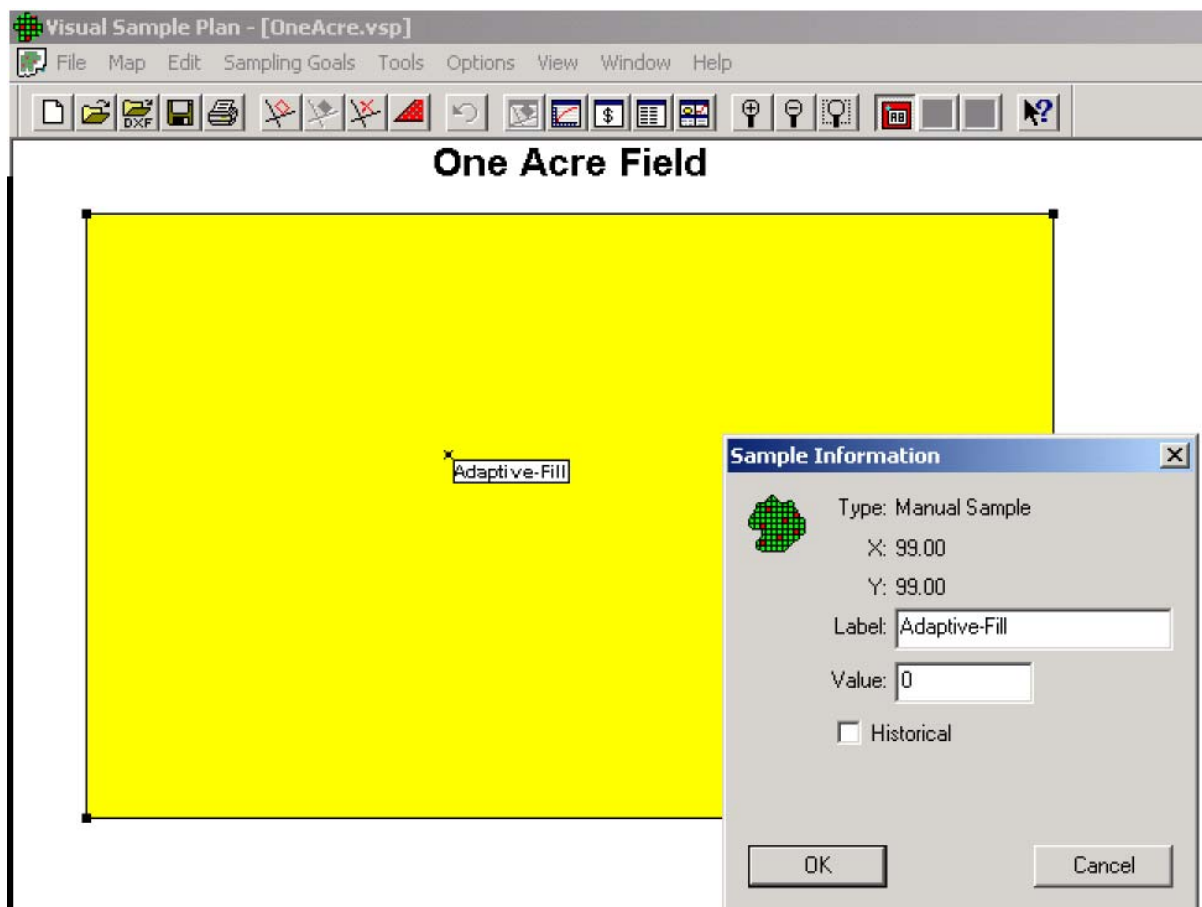 Visual Sample Plan - [OneAcre.vsp]
File Map Edit Sampling Goals Tools Options View Window Help
DXF $ AB ?
One Acre Field
Adaptive-Fill
Sample Information
Type: Manual Sample
X: 99.00
Y: 99.00
Label: Adaptive-Fill
Value: 0
Historical
OK Cancel